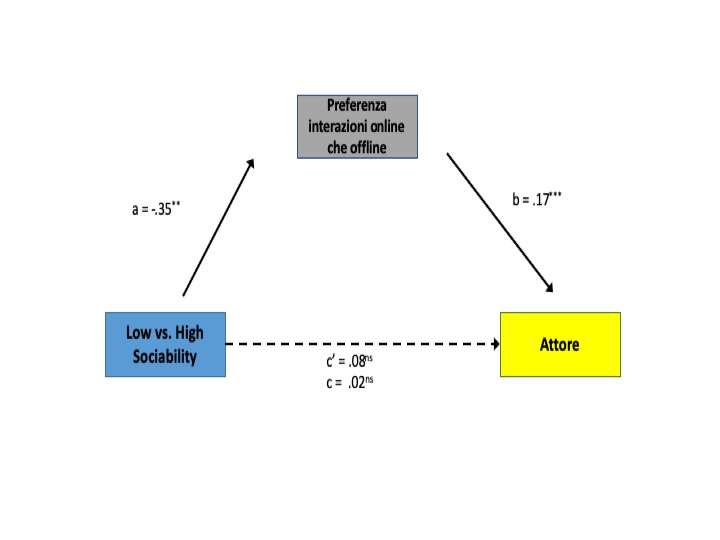 Preferenza
interazioni online
che offline
a = -.35**
b = .17***
Low vs. High
Sociability
Attore
c' = .08ns
c = .02ns